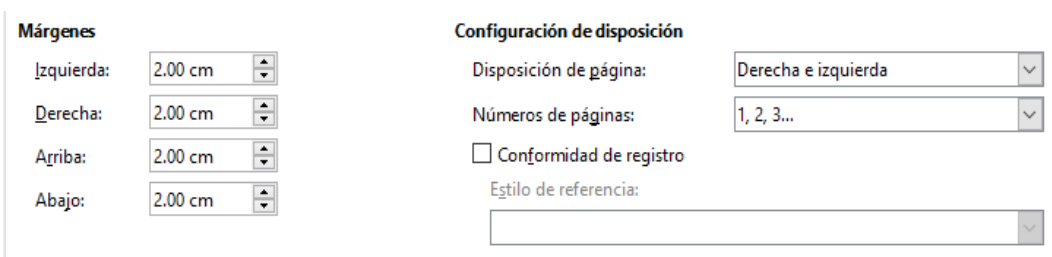 Márgenes
Izquierda: 2.00 cm
Derecha: 2.00 cm
Arriba: 2.00 cm
Abajo: 2.00 cm
Configuración de disposición
Disposición de página: Derecha e izquierda
Números de páginas: 1, 2, 3...
Conformidad de registro
Estilo de referencia: